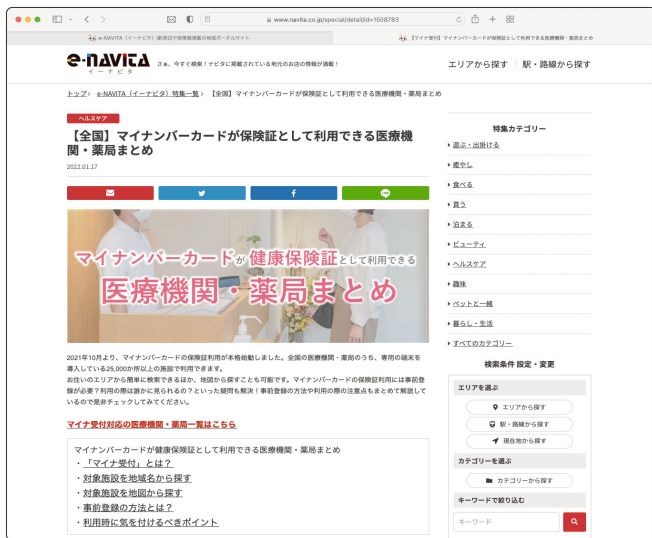 www.navita.co.jp/special/detail/id=1508783
e-NAVITA（イーナビタ）|駅周辺や街情報満載の地域ポータルサイト
【マイナ受付】マイナンバーカードが保険証として利用できる医療機関・薬局まとめ
e-NAVITA
イーナビタ
さぁ、今すぐ検索！ナビタに掲載されている地元のお店の情報が満載！
エリアから探す
駅・路線から探す
トップ› e-NAVITA（イーナビタ）特集一覧› 【全国】マイナンバーカードが保険証として利用できる医療機関・薬局まとめ
ヘルスケア
【全国】マイナンバーカードが保険証として利用できる医療機
関・薬局まとめ
2022.01.17
LINE
マイナンバーカードが健康保険証として利用できる
医療機関・薬局まとめ
2021年10月より、マイナンバーカードの保険証利用が本格始動しました。全国の医療機関・薬局のうち、専用の端末を
導入している25,000か所以上の施設で利用できます。
お住いのエリアから簡単に検索できるほか、地図から探すことも可能です。マイナンバーカードの保険証利用には事前登
録が必要？利用の際は誰かに見られるの？といった疑問も解決！事前登録の方法や利用の際の注意点もまとめて解説して
いるので是非チェックしてみてください。
マイナ受付対応の医療機関・薬局一覧はこちら
マイナンバーカードが健康保険証として利用できる医療機関・薬局まとめ
・「マイナ受付」とは？
・対象施設を地域名から探す
・対象施設を地図から探す
・事前登録の方法とは？
・利用時に気を付けるべきポイント
特集カテゴリー
遊ぶ・出掛ける
癒やし
食べる
買う
泊まる
ビューティ
ヘルスケア
趣味
ペットと一緒
暮らし・生活
すべてのカテゴリー
検索条件 設定・変更
エリアを選ぶ
エリアから探す
駅・路線から探す
現在地から探す
カテゴリーを選ぶ
カテゴリーから探す
キーワードで絞り込む
キーワード